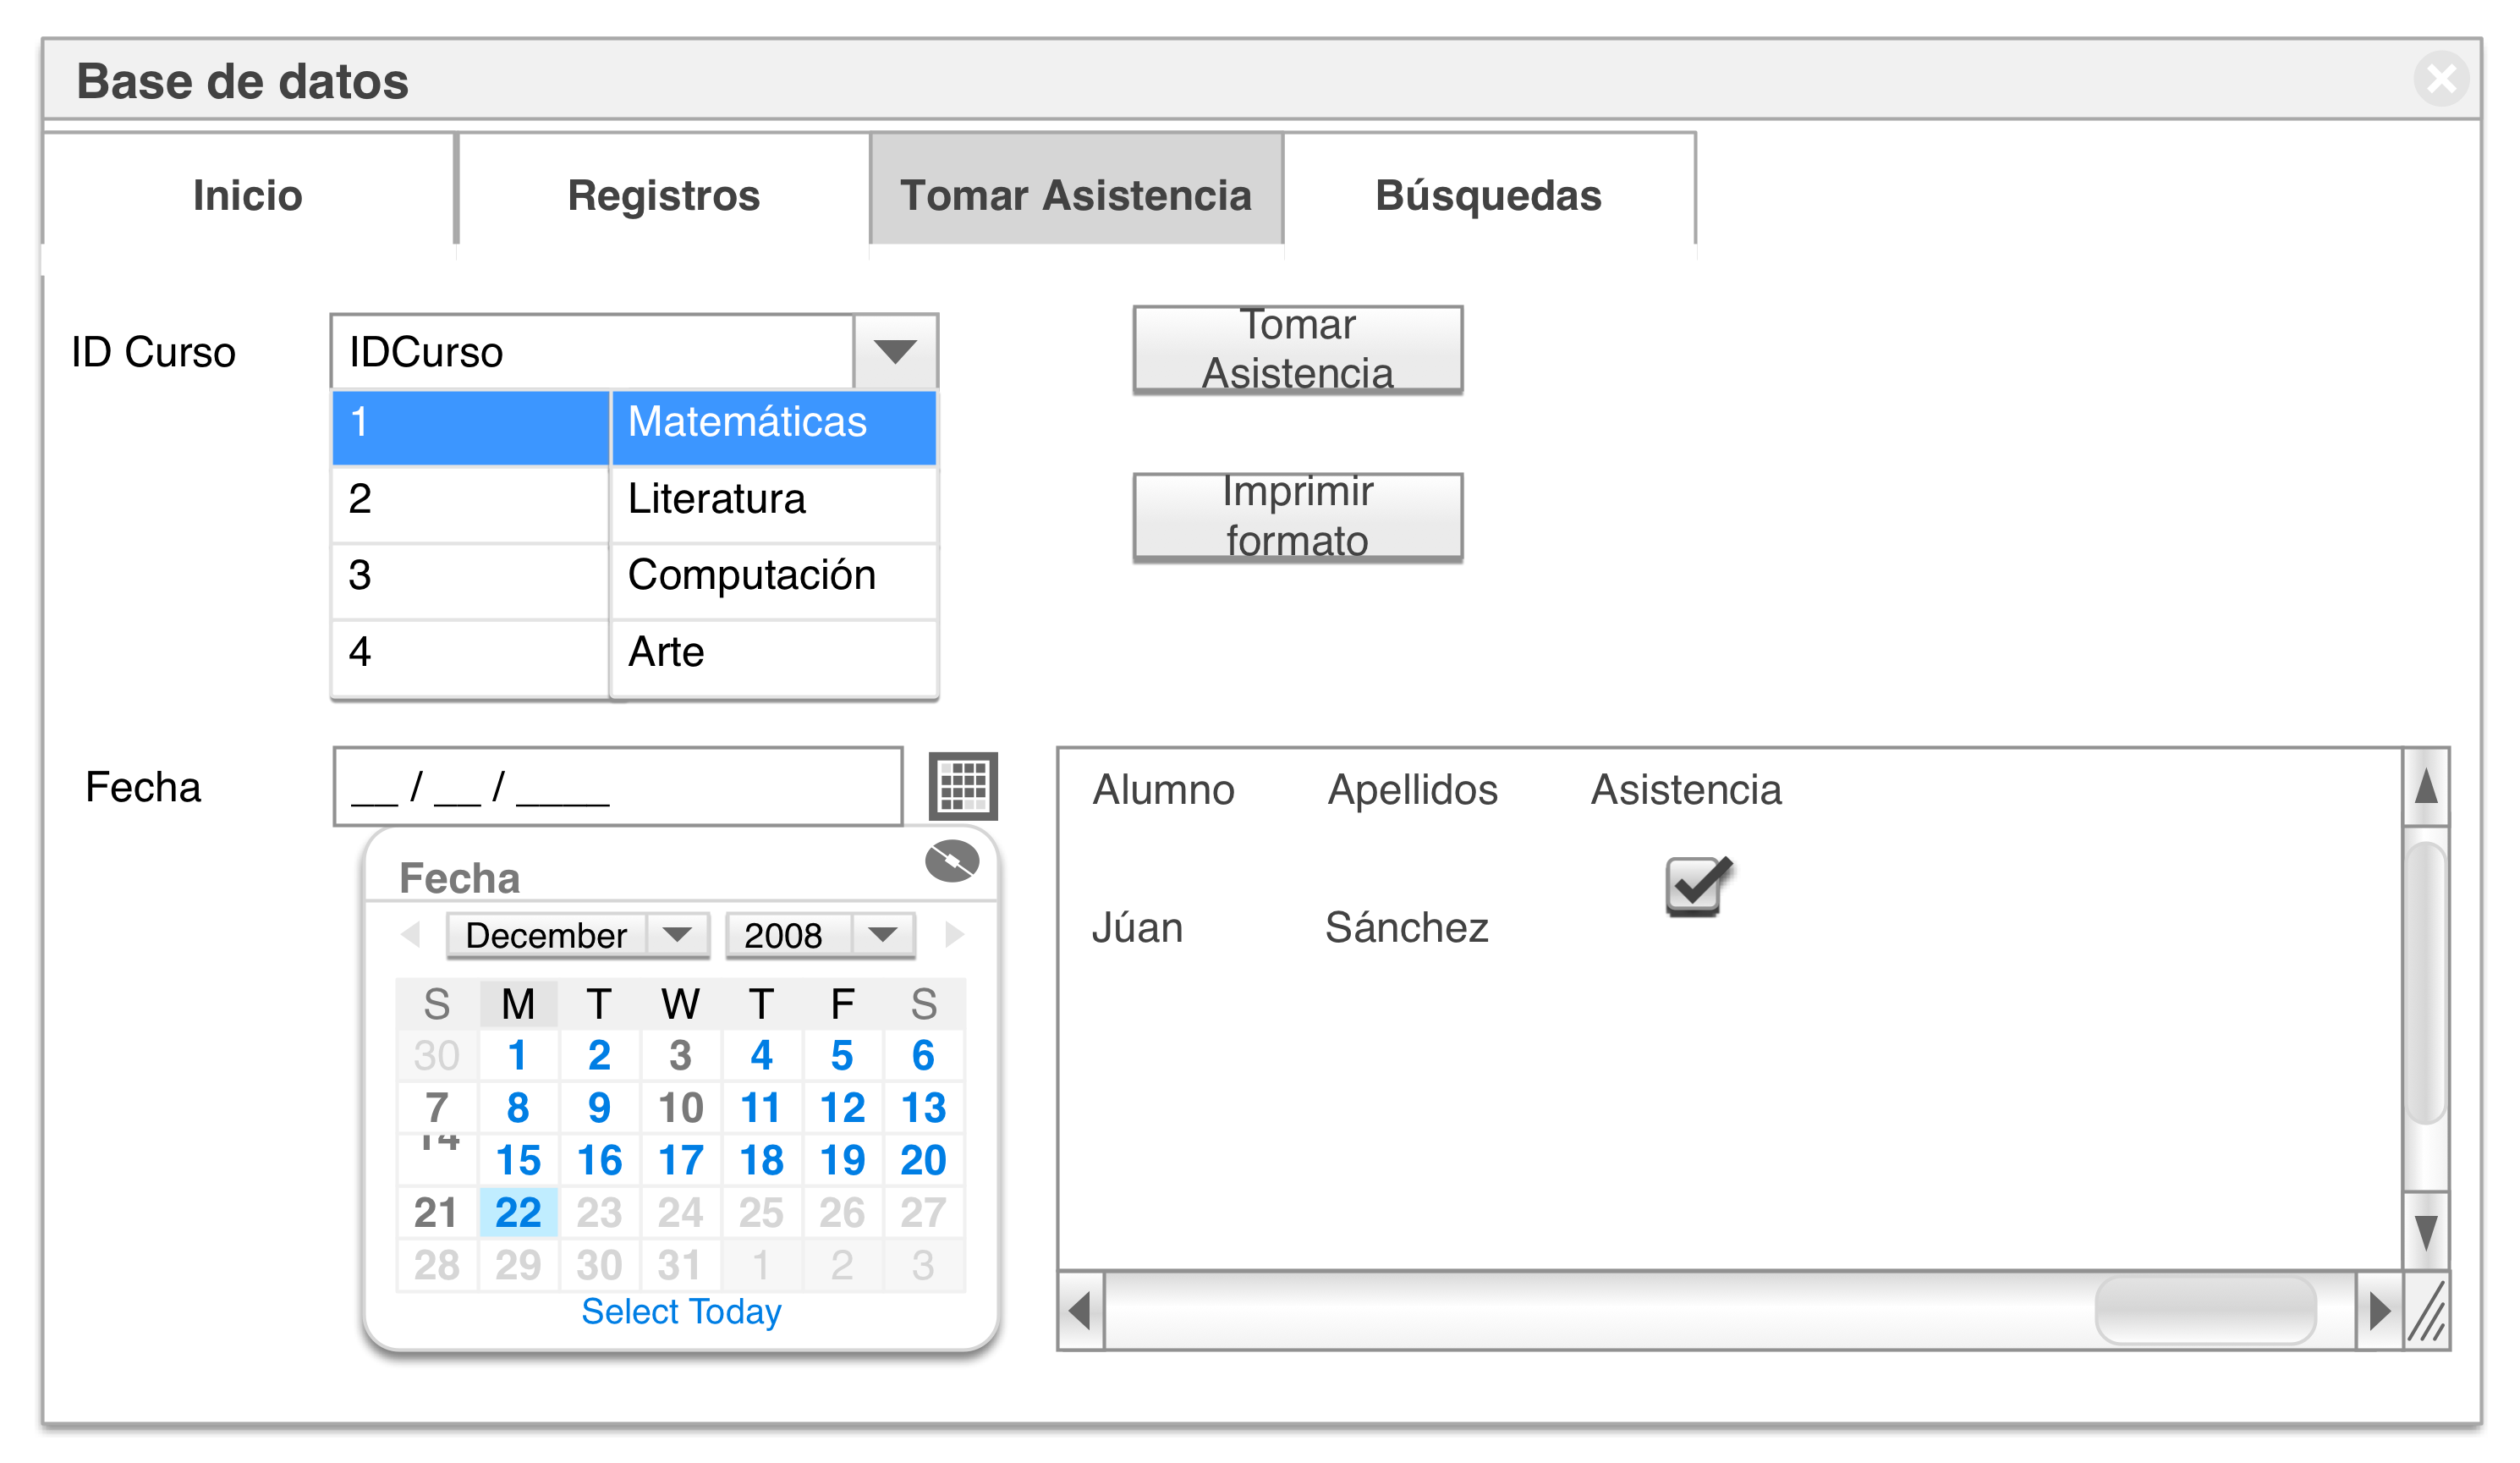 Base de datos
Inicio Registros Tomar Asistencia Búsquedas
ID Curso IDCurso
1 Matemáticas
2 Literatura
3 Computación
4 Arte
Tomar
Asistencia
Imprimir
formato
Fecha __ / __ / ____
Fecha
December 2008
S M T W T F S
30 1 2 3 4 5 6
7 8 9 10 11 12 13
14 15 16 17 18 19 20
21 22 23 24 25 26 27
28 29 30 31 1 2 3
Select Today
Alumno Apellidos Asistencia
Júan Sánchez